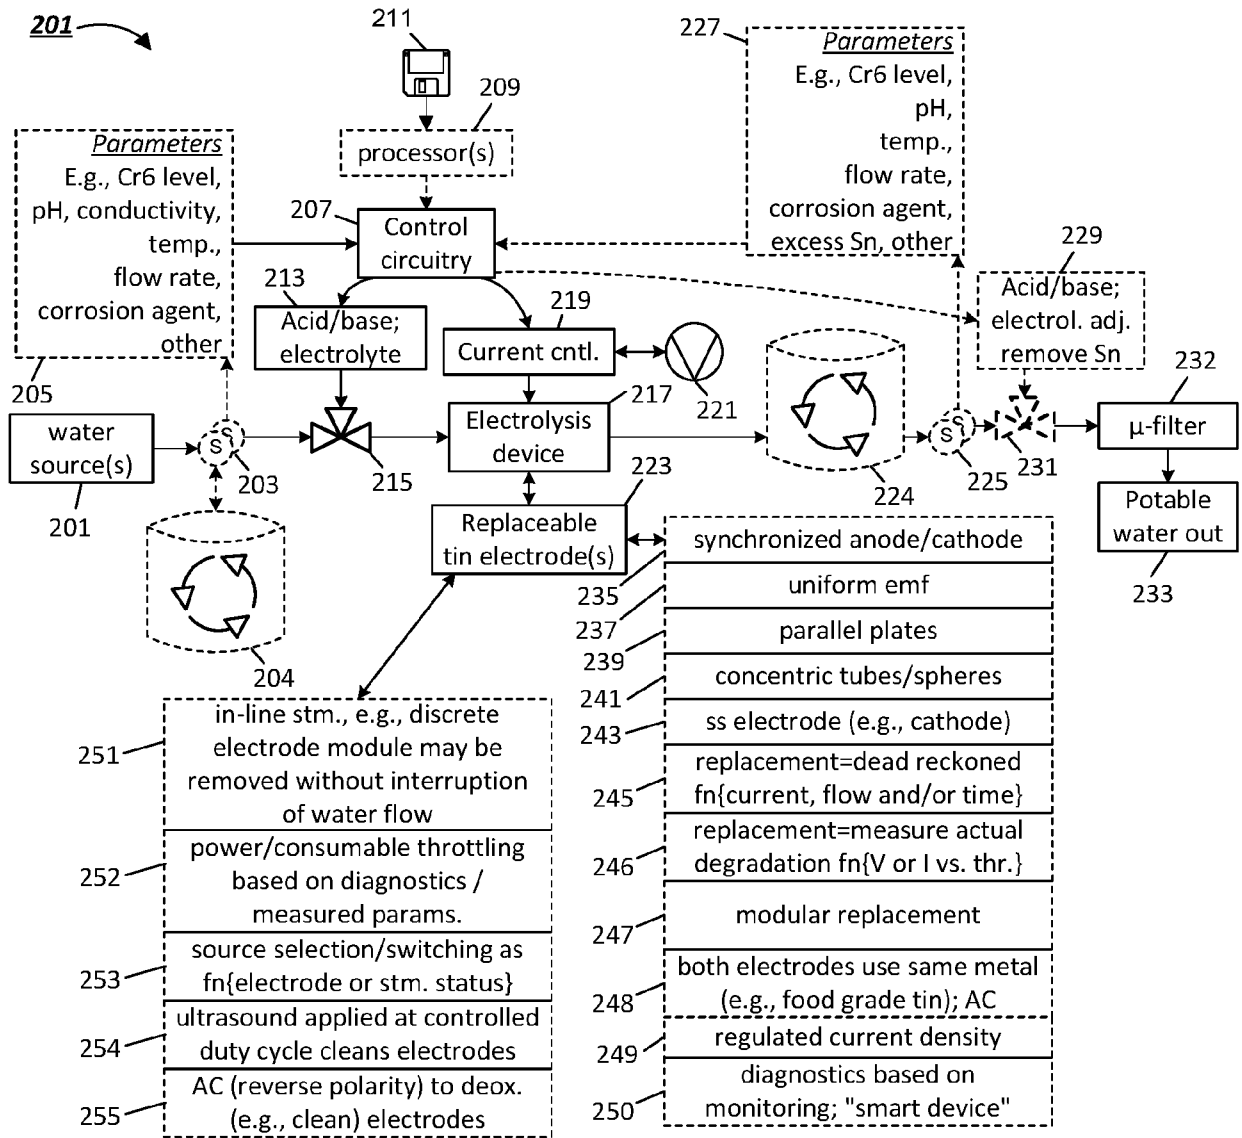 201
211
227
Parameters
E.g., Cr6 level,
pH,
temp.,
flow rate,
corrosion agent,
excess Sn, other
209
processor(s)
Parameters
E.g., Cr6 level,
pH, conductivity,
temp.,
flow rate,
corrosion agent,
other
205
207
Control
circuitry
213
Acid/base;
electrolyte
219
Current cntl.
221
229
Acid/base;
electrol. adj.
remove Sn
232
μ-filter
water
source(s)
201
S
S
203
204
215
217
Electrolysis
device
223
Replaceable
tin electrode(s)
224
S
S
225
231
Potable
water out
233
235
synchronized anode/cathode
237
uniform emf
239
parallel plates
241
concentric tubes/spheres
243
ss electrode (e.g., cathode)
245
replacement=dead reckoned
fn{current, flow and/or time}
246
replacement=measure actual
degradation fn{V or I vs. thr.}
247
modular replacement
248
both electrodes use same metal
(e.g., food grade tin); AC
249
regulated current density
250
diagnostics based on
monitoring; "smart device"
251
in-line stm., e.g., discrete
electrode module may be
removed without interruption
of water flow
252
power/consumable throttling
based on diagnostics /
measured params.
253
source selection/switching as
fn{electrode or stm. status}
254
ultrasound applied at controlled
duty cycle cleans electrodes
255
AC (reverse polarity) to deox.
(e.g., clean) electrodes